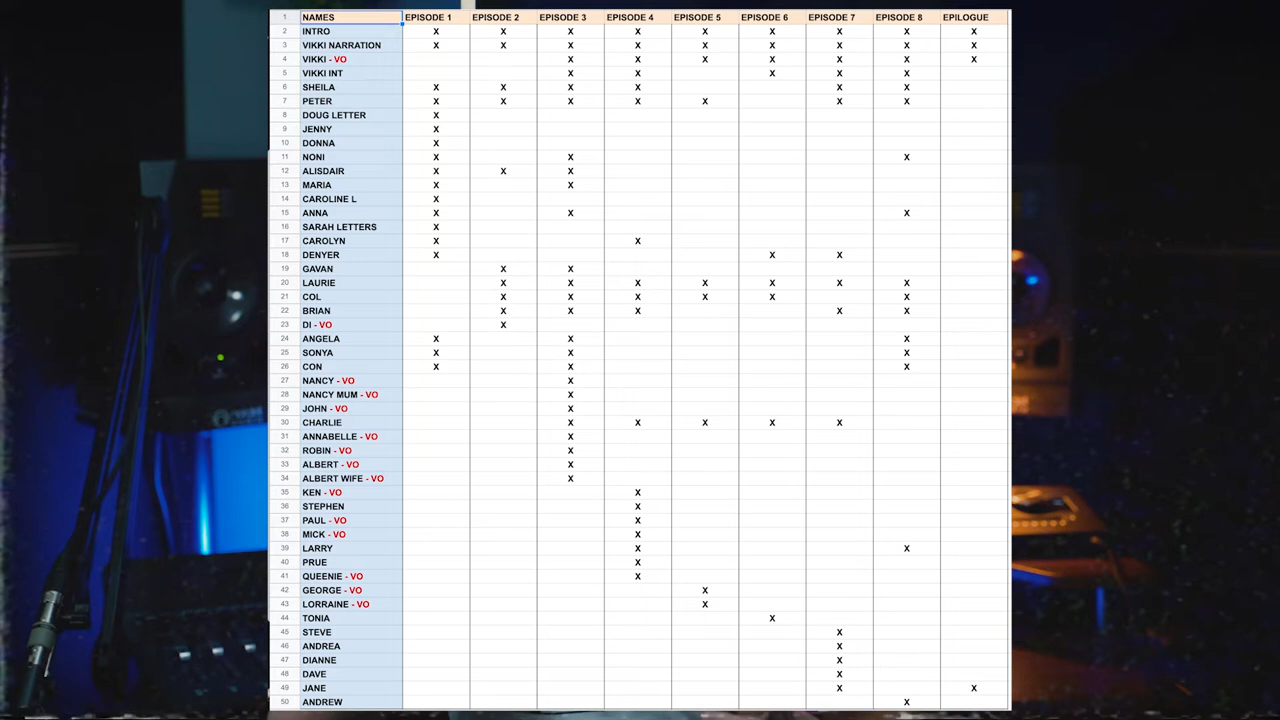 1 NAMES EPISODE 1 EPISODE 2 EPISODE 3 EPISODE 4 EPISODE 5 EPISODE 6 EPISODE 7 EPISODE 8 EPILOGUE
2 INTRO X X X X X X X X X
3 VIKKI NARRATION X X X X X X X X X
4 VIKKI - VO X X X X X X X
5 VIKKI INT X X X X X
6 SHEILA X X X X X X
7 PETER X X X X X X X
8 DOUG LETTER X
9 JENNY X
10 DONNA X
11 NONI X X X
12 ALISDAIR X X X
13 MARIA X X
14 CAROLINE L X
15 ANNA X X X
16 SARAH LETTERS X
17 CAROLYN X X
18 DENYER X X X
19 GAVAN X X
20 LAURIE X X X X X X X
21 COL X X X X X X
22 BRIAN X X X X X
23 DI - VO X
24 ANGELA X X X
25 SONYA X X X
26 CON X X X
27 NANCY - VO X
28 NANCY MUM - VO X
29 JOHN - VO X
30 CHARLIE X X X X X
31 ANNABELLE - VO X
32 ROBIN - VO X
33 ALBERT - VO X
34 ALBERT WIFE - VO X
35 KEN - VO X
36 STEPHEN X
37 PAUL - VO X
38 MICK - VO X
39 LARRY X X
40 PRUE X
41 QUEENIE - VO X
42 GEORGE - VO X
43 LORRAINE - VO X
44 TONIA X
45 STEVE X
46 ANDREA X
47 DIANNE X
48 DAVE X
49 JANE X X
50 ANDREW X